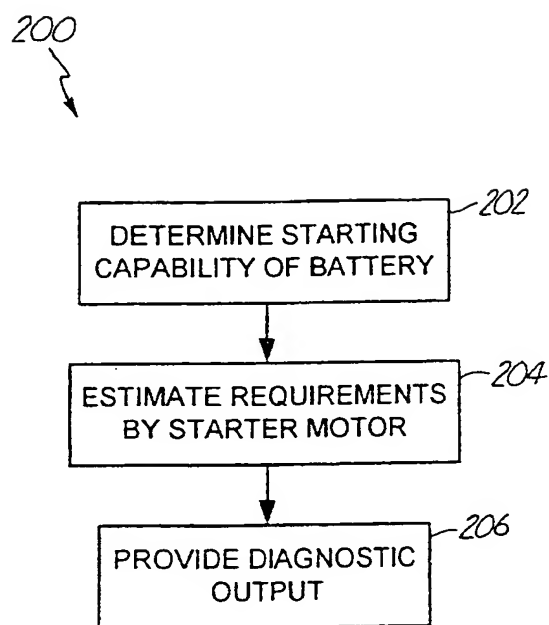 200
202
DETERMINE STARTING
CAPABILITY OF BATTERY
204
ESTIMATE REQUIREMENTS
BY STARTER MOTOR
206
PROVIDE DIAGNOSTIC
OUTPUT